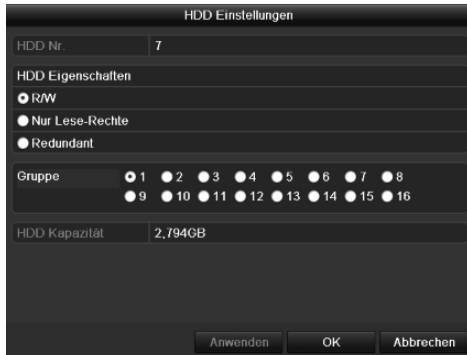 HDD Einstellungen
HDD Nr. 7
HDD Eigenschaften
R/W
Nur Lese-Rechte
Redundant
Gruppe 1 2 3 4 5 6 7 8
9 10 11 12 13 14 15 16
HDD Kapazität 2,794GB
Anwenden OK Abbrechen